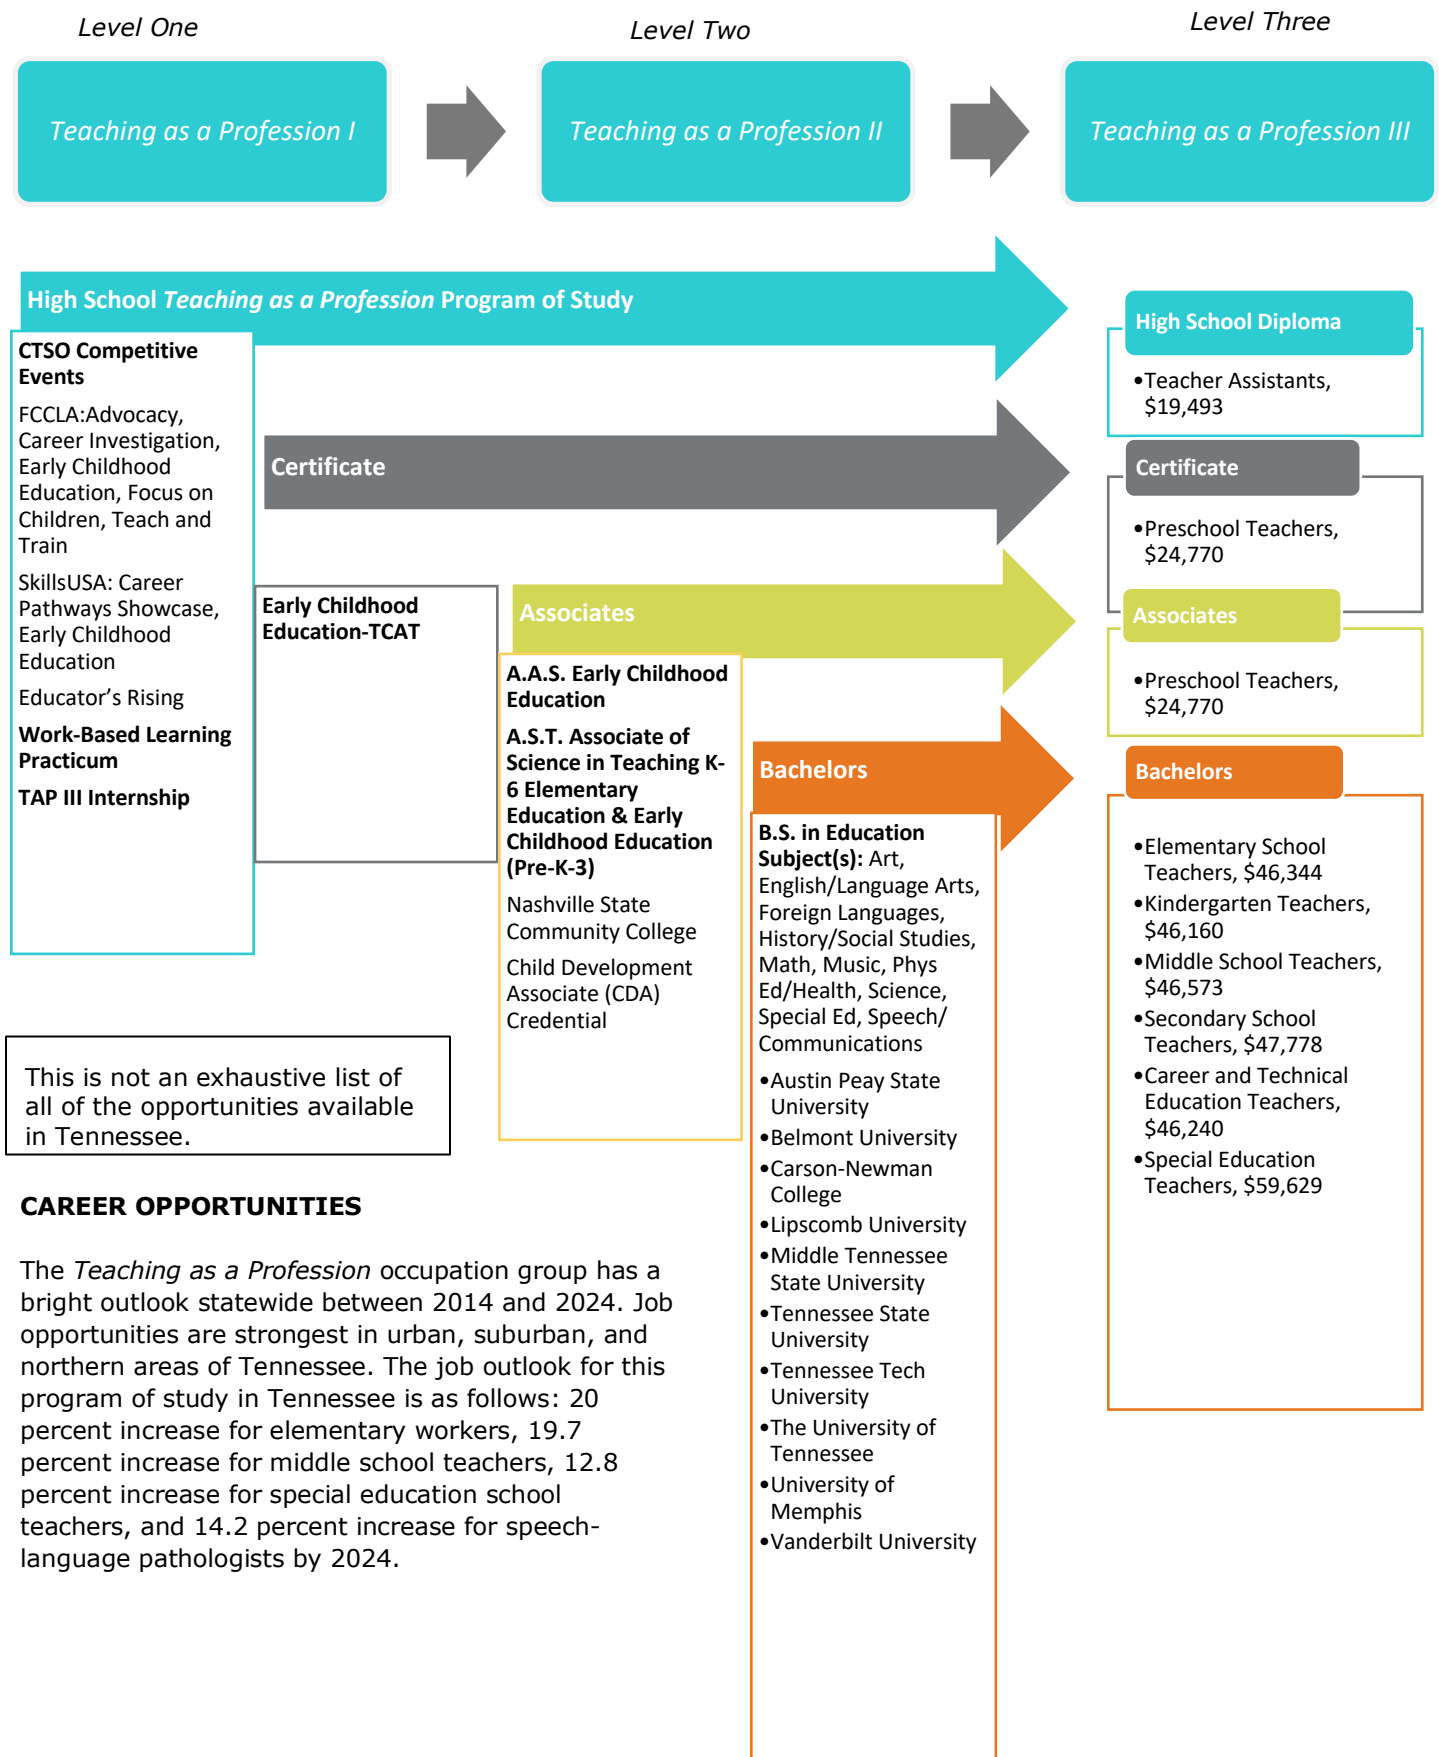 Level One
Level Two
Level Three
Teaching as a Profession I
Teaching as a Profession II
Teaching as a Profession III
High School Teaching as a Profession Program of Study
CTSO Competitive
Events
FCCLA:Advocacy,
Career Investigation,
Early Childhood
Education, Focus on
Children, Teach and
Train
SkillsUSA: Career
Pathways Showcase,
Early Childhood
Education
Educator’s Rising
Work-Based Learning
Practicum
TAP III Internship
Certificate
Early Childhood
Education-TCAT
Associates
A.A.S. Early Childhood
Education
A.S.T. Associate of
Science in Teaching K-
6 Elementary
Education & Early
Childhood Education
(Pre-K-3)
Nashville State
Community College
Child Development
Associate (CDA)
Credential
Bachelors
B.S. in Education
Subject(s): Art,
English/Language Arts,
Foreign Languages,
History/Social Studies,
Math, Music, Phys
Ed/Health, Science,
Special Ed, Speech/
Communications
•Austin Peay State
University
•Belmont University
•Carson-Newman
College
•Lipscomb University
•Middle Tennessee
State University
•Tennessee State
University
•Tennessee Tech
University
•The University of
Tennessee
•University of
Memphis
•Vanderbilt University
High School Diploma
•Teacher Assistants,
$19,493
Certificate
•Preschool Teachers,
$24,770
Associates
•Preschool Teachers,
$24,770
Bachelors
•Elementary School
Teachers, $46,344
•Kindergarten Teachers,
$46,160
•Middle School Teachers,
$46,573
•Secondary School
Teachers, $47,778
•Career and Technical
Education Teachers,
$46,240
•Special Education
Teachers, $59,629
This is not an exhaustive list of
all of the opportunities available
in Tennessee.
CAREER OPPORTUNITIES
The Teaching as a Profession occupation group has a
bright outlook statewide between 2014 and 2024. Job
opportunities are strongest in urban, suburban, and
northern areas of Tennessee. The job outlook for this
program of study in Tennessee is as follows: 20
percent increase for elementary workers, 19.7
percent increase for middle school teachers, 12.8
percent increase for special education school
teachers, and 14.2 percent increase for speech-
language pathologists by 2024.